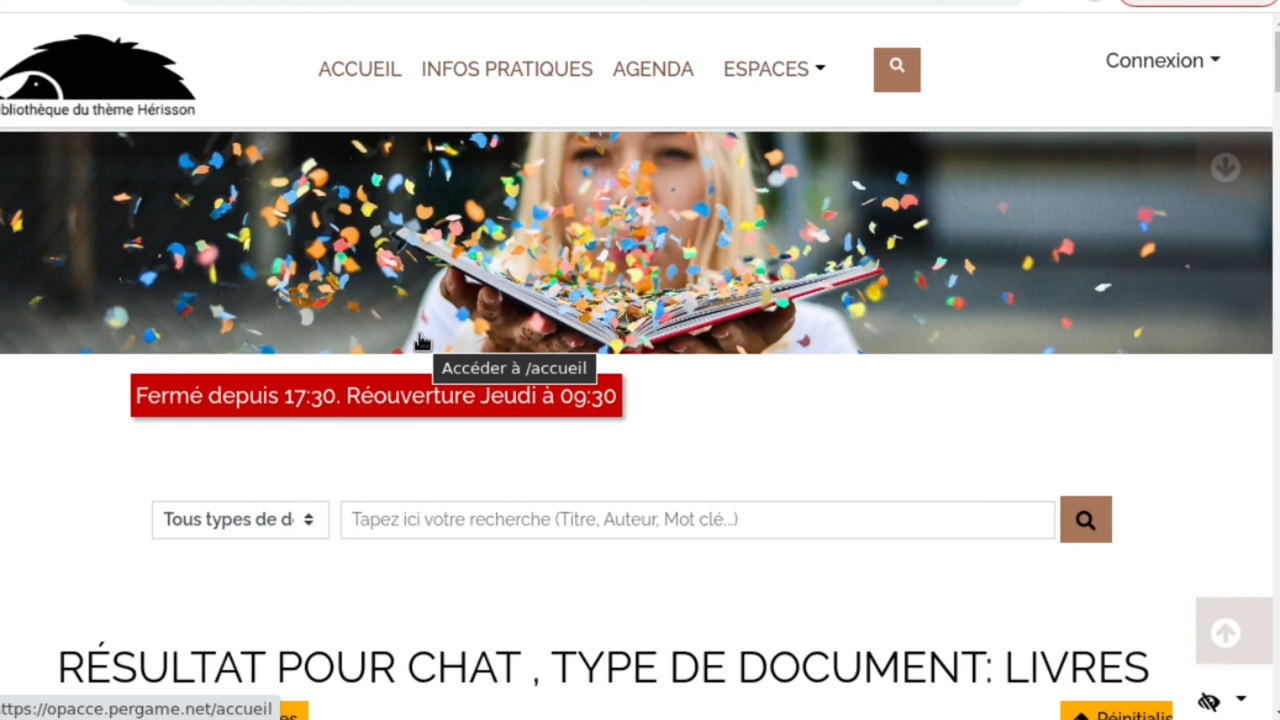 ACCUEIL INFOS PRATIQUES AGENDA ESPACES
Connexion
bliothèque du thème Hérisson
Accéder à /accueil
Fermé depuis 17:30. Réouverture Jeudi à 09:30
Tous types de d
Tapez ici votre recherche (Titre, Auteur, Mot clé...)
RÉSULTAT POUR CHAT , TYPE DE DOCUMENT: LIVRES
ttps://opacce.pergame.net/accueil
es
Réinitialis